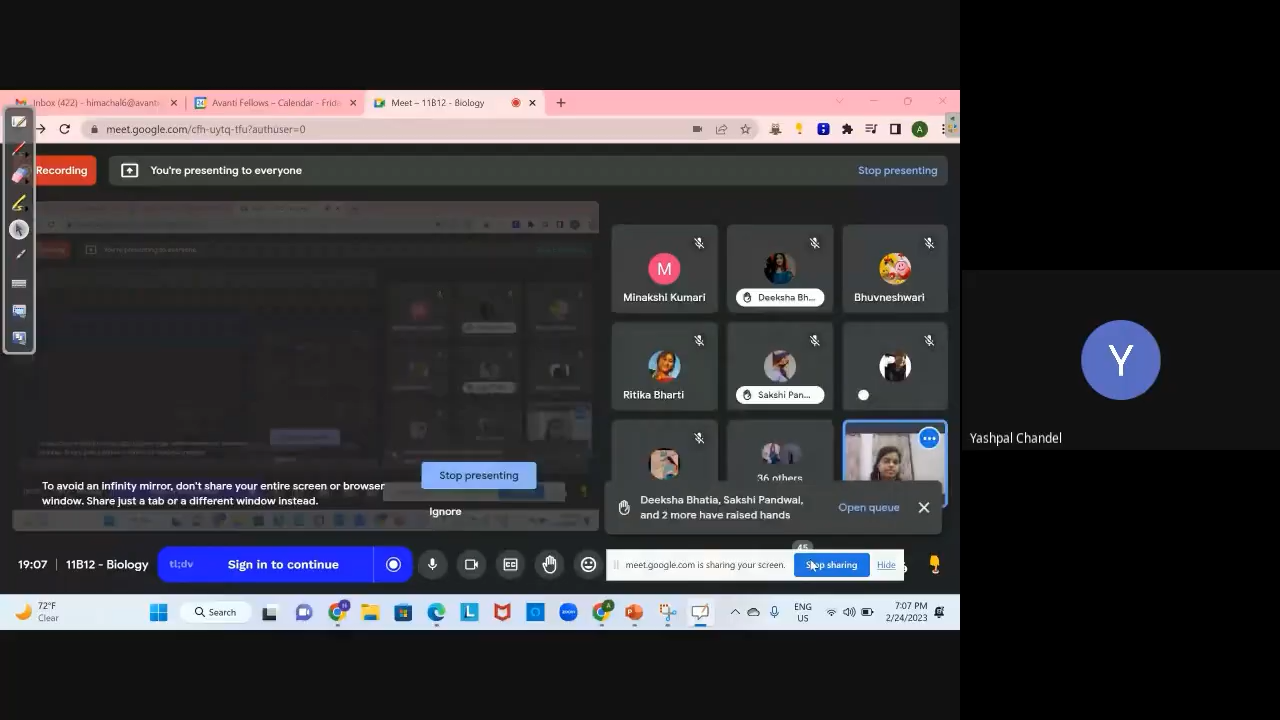 Inbox (422) - himachal6@avanti
Avanti Fellows – Calendar - Frid
Meet – 11B12 - Biology
meet.google.com/cfh-uytq-tfu?authuser=0
Recording
You're presenting to everyone
Stop presenting
M
Minakshi Kumari
Deeksha Bh...
Bhuvneshwari
Ritika Bharti
Sakshi Pan...
36 others
To avoid an infinity mirror, don't share your entire screen or browser
window. Share just a tab or a different window instead.
Stop presenting
Ignore
Deeksha Bhatia, Sakshi Pandwal,
and 2 more have raised hands
Open queue
Y
Yashpal Chandel
45
19:07 | 11B12 - Biology
tl;dv
Sign in to continue
meet.google.com is sharing your screen.
Stop sharing
Hide
72°F
Clear
Search
ENG
US
7:07 PM
2/24/2023